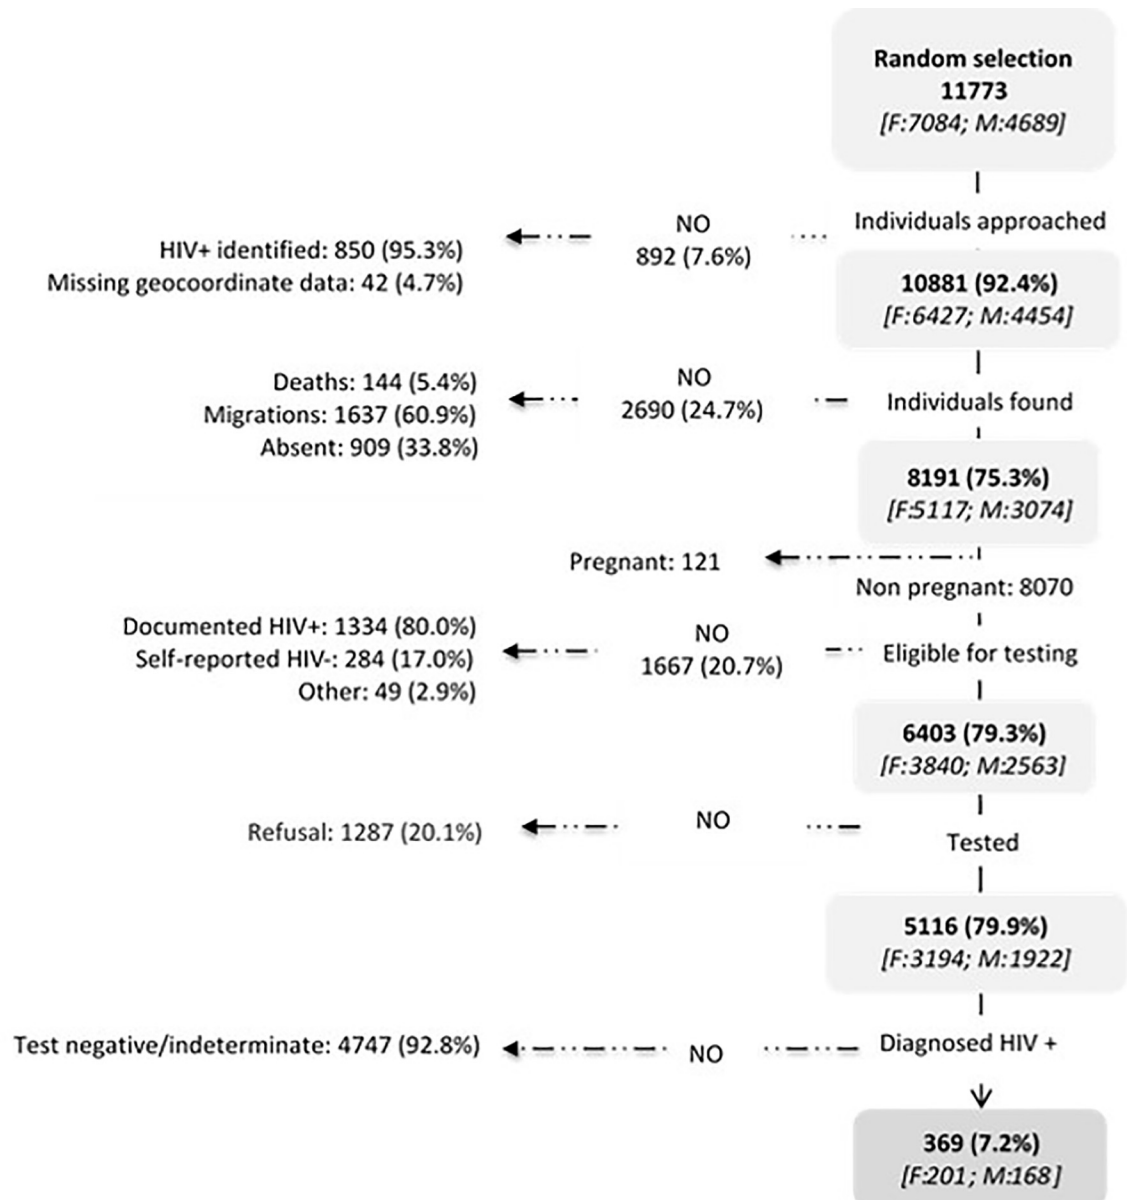 Random selection
11773
[F:7084; M:4689]
Individuals approached
NO
892 (7.6%)
HIV+ identified: 850 (95.3%)
Missing geocoordinate data: 42 (4.7%)
10881 (92.4%)
[F:6427; M:4454]
Individuals found
NO
2690 (24.7%)
Deaths: 144 (5.4%)
Migrations: 1637 (60.9%)
Absent: 909 (33.8%)
8191 (75.3%)
[F:5117; M:3074]
Pregnant: 121
Non pregnant: 8070
Eligible for testing
NO
1667 (20.7%)
Documented HIV+: 1334 (80.0%)
Self-reported HIV-: 284 (17.0%)
Other: 49 (2.9%)
6403 (79.3%)
[F:3840; M:2563]
Tested
NO
Refusal: 1287 (20.1%)
5116 (79.9%)
[F:3194; M:1922]
Diagnosed HIV +
NO
Test negative/indeterminate: 4747 (92.8%)
369 (7.2%)
[F:201; M:168]